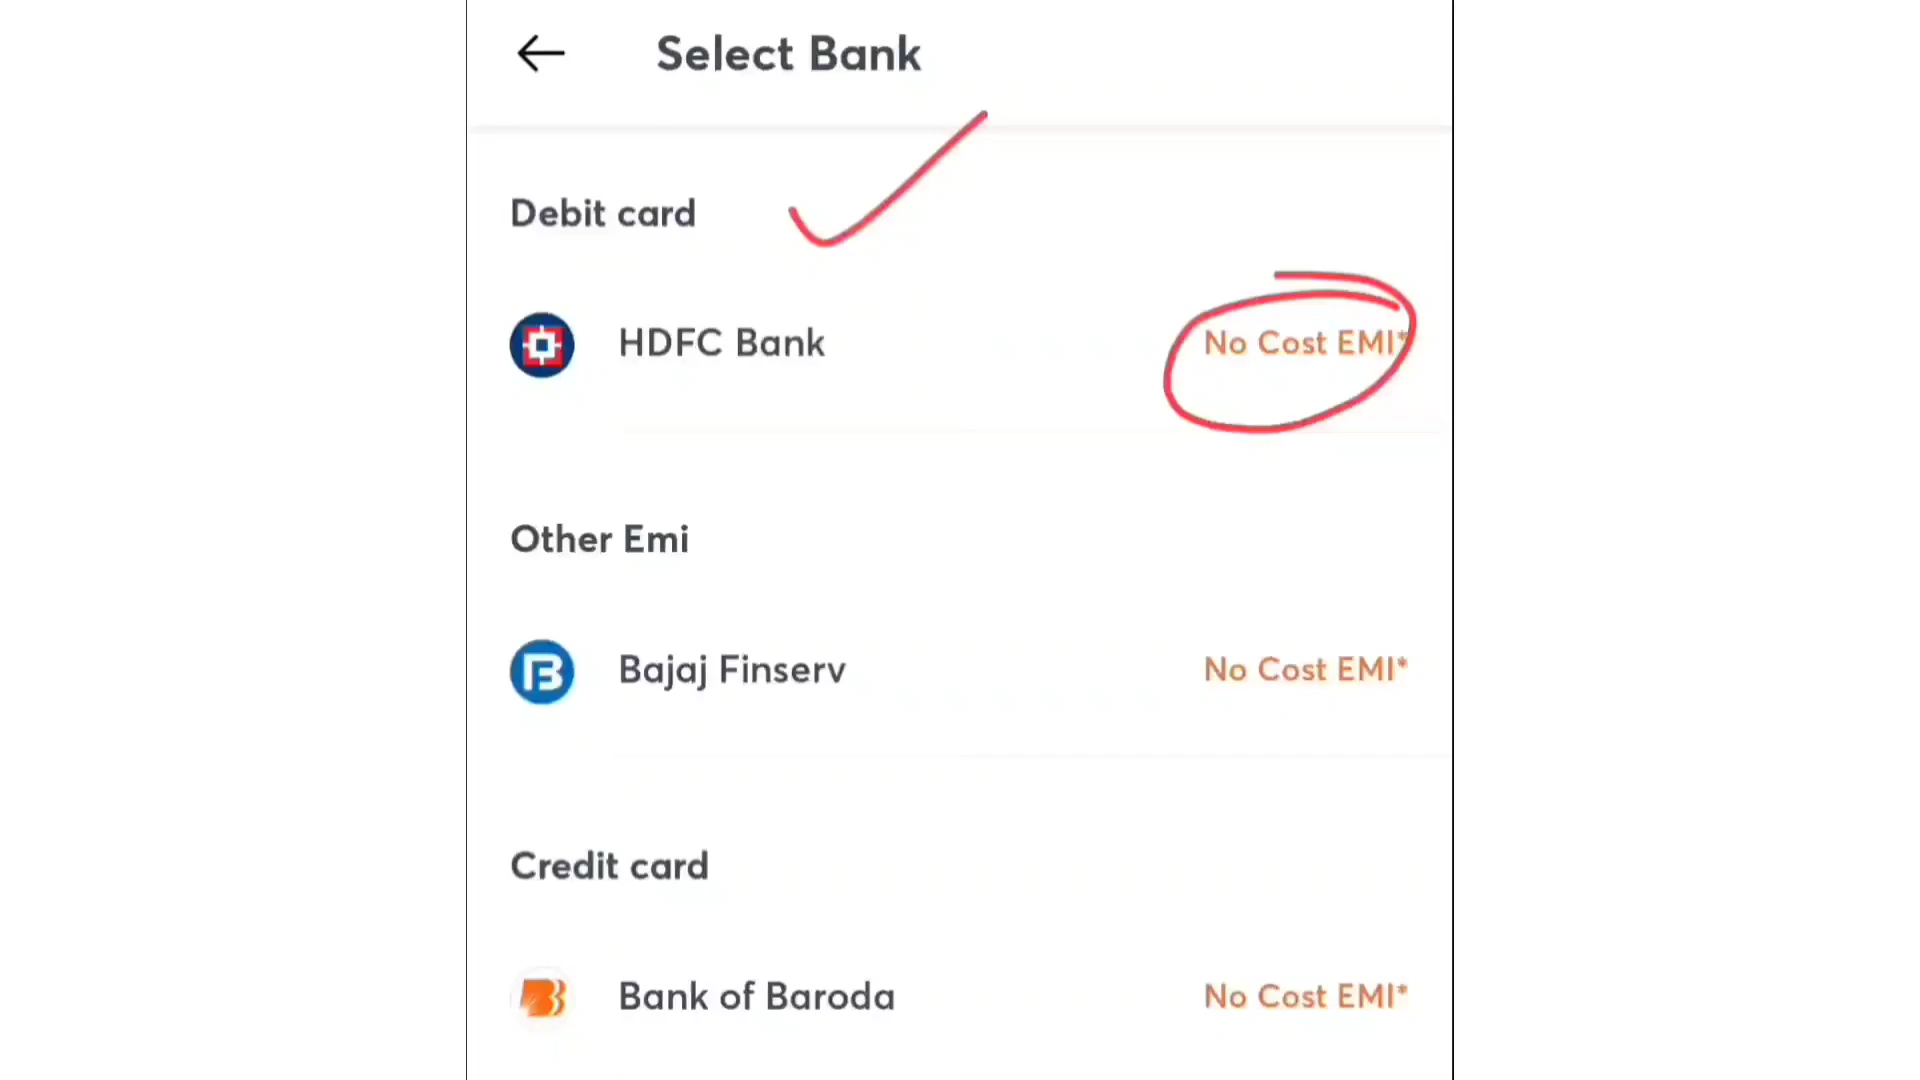 Select Bank
Debit card
HDFC Bank No Cost EMI*
Other Emi
Bajaj Finserv No Cost EMI*
Credit card
Bank of Baroda No Cost EMI*